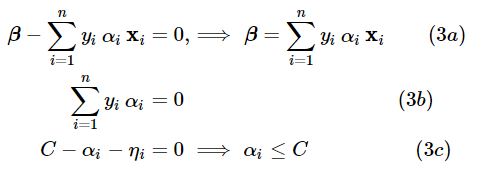 β − ∑_{i=1}^{n} y_i α_i x_i = 0, ⟹ β = ∑_{i=1}^{n} y_i α_i x_i (3a)
∑_{i=1}^{n} y_i α_i = 0 (3b)
C − α_i − η_i = 0 ⟹ α_i ≤ C (3c)